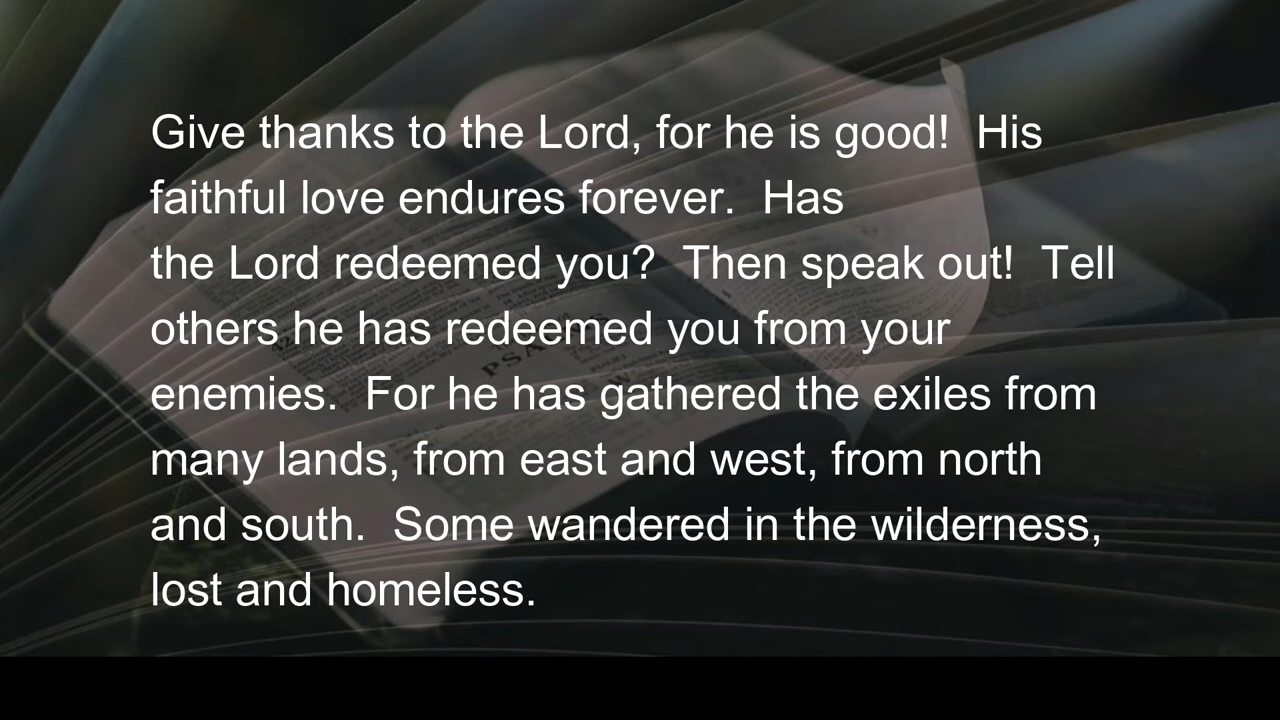 Give thanks to the Lord, for he is good!  His
faithful love endures forever.  Has
the Lord redeemed you?  Then speak out!  Tell
others he has redeemed you from your
enemies.  For he has gathered the exiles from
many lands, from east and west, from north
and south.  Some wandered in the wilderness,
lost and homeless.